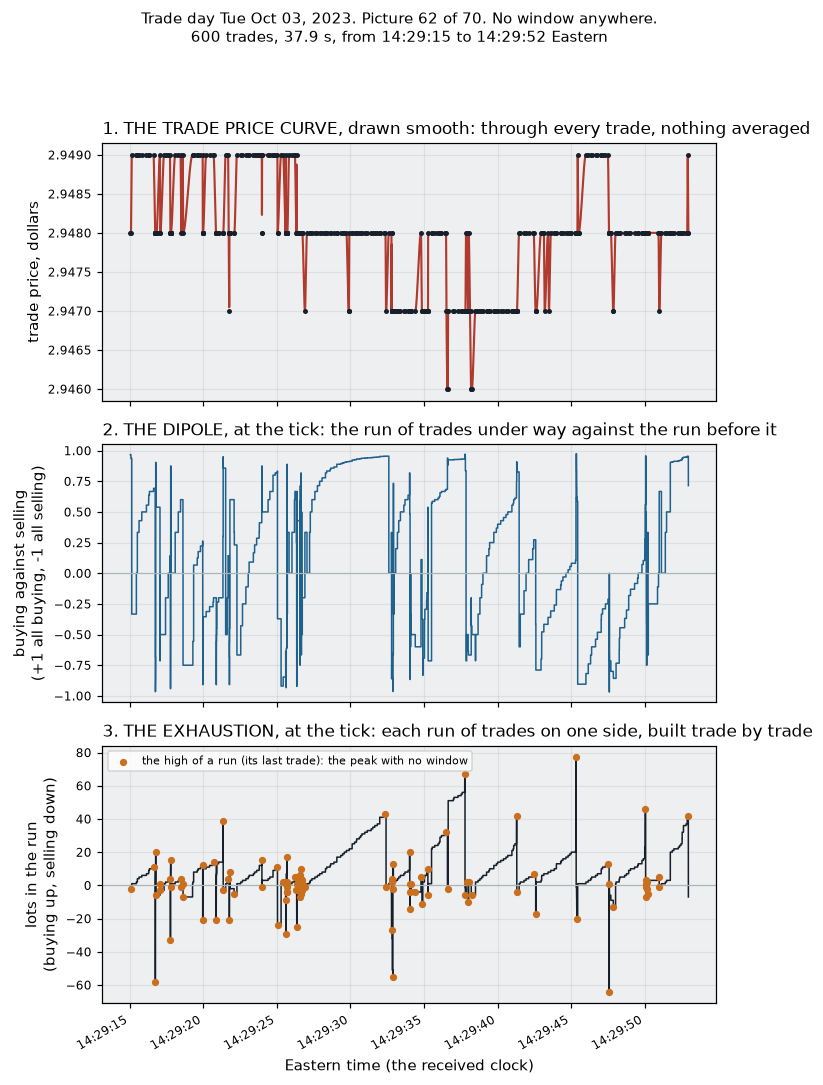 Trade day Tue Oct 03, 2023. Picture 62 of 70. No window anywhere.
600 trades, 37.9 s, from 14:29:15 to 14:29:52 Eastern
1. THE TRADE PRICE CURVE, drawn smooth: through every trade, nothing averaged
trade price, dollars
2.9490
2.9485
2.9480
2.9475
2.9470
2.9465
2.9460
2. THE DIPOLE, at the tick: the run of trades under way against the run before it
buying against selling
(+1 all buying, -1 all selling)
1.00
0.75
0.50
0.25
0.00
−0.25
−0.50
−0.75
−1.00
3. THE EXHAUSTION, at the tick: each run of trades on one side, built trade by trade
lots in the run
(buying up, selling down)
80
60
40
20
0
−20
−40
−60
the high of a run (its last trade): the peak with no window
14:29:15
14:29:20
14:29:25
14:29:30
14:29:35
14:29:40
14:29:45
14:29:50
Eastern time (the received clock)